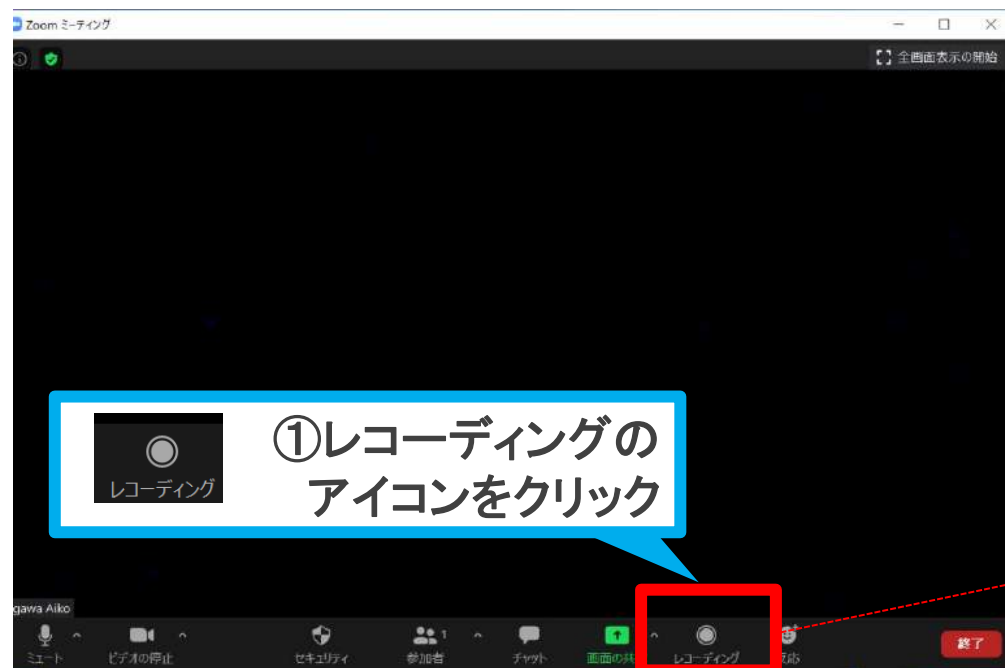 Zoom ミーティング
全画面表示の開始
①レコーディングの
アイコンをクリック
レコーディング
gawa Aiko
ミュート ビデオの停止 セキュリティ 参加者 1 チャット 画面の共 レコーディング 反応 終了